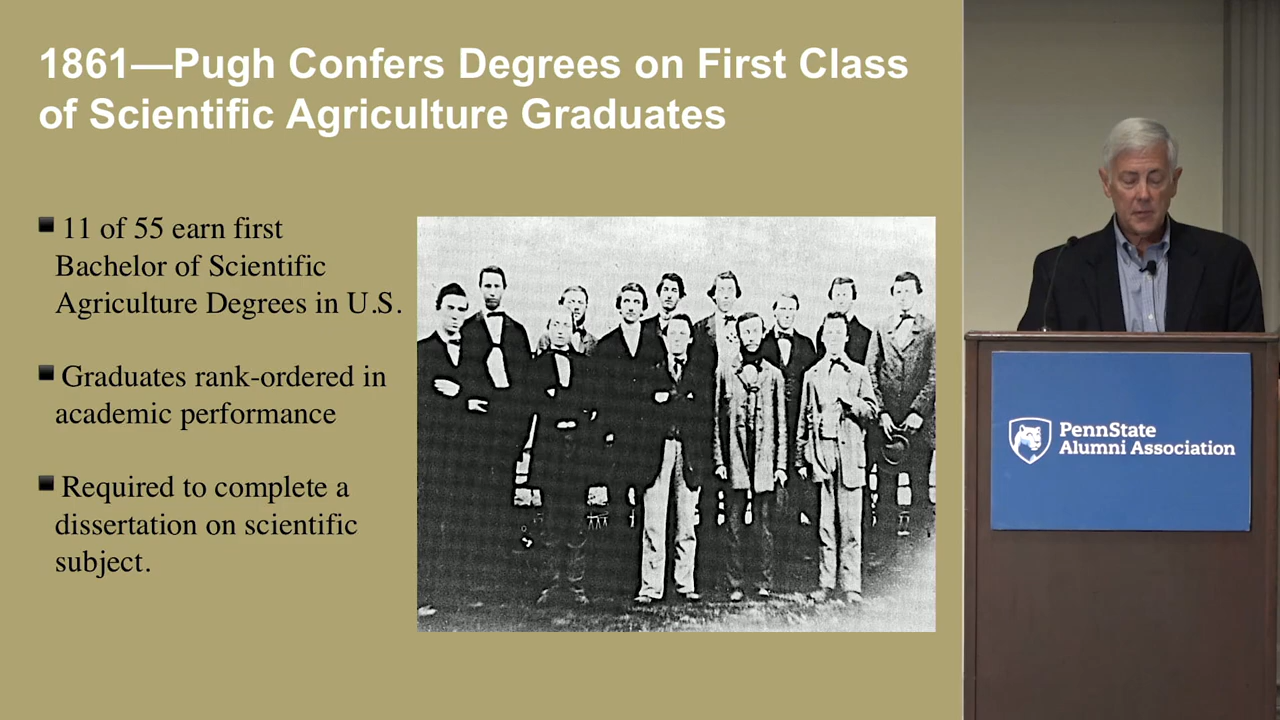 1861—Pugh Confers Degrees on First Class
of Scientific Agriculture Graduates
11 of 55 earn first
Bachelor of Scientific
Agriculture Degrees in U.S.
Graduates rank-ordered in
academic performance
Required to complete a
dissertation on scientific
subject.
PennState
Alumni Association